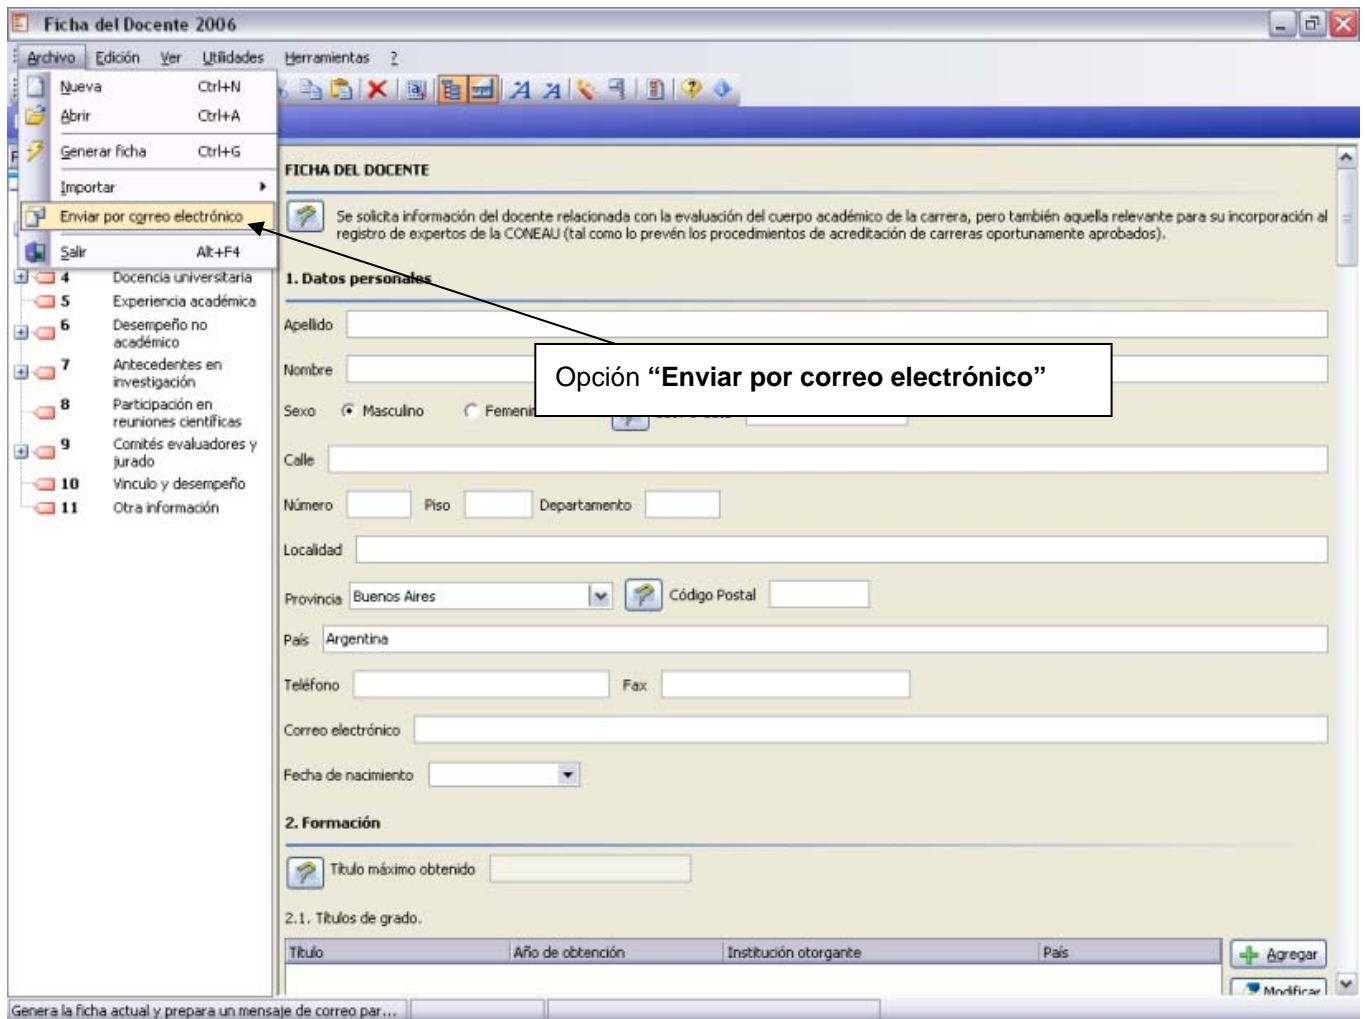 Ficha del Docente 2006
Archivo Edición Ver Utilidades Herramientas ?
Nueva Ctrl+N
Abrir Ctrl+A
Generar ficha Ctrl+G
Importar
Enviar por correo electrónico
Salir Alt+F4
4 Docencia universitaria
5 Experiencia académica
6 Desempeño no
académico
7 Antecedentes en
investigación
8 Participación en
reuniones científicas
9 Comités evaluadores y
jurado
10 Vinculo y desempeño
11 Otra información
FICHA DEL DOCENTE
Se solicita información del docente relacionada con la evaluación del cuerpo académico de la carrera, pero también aquella relevante para su incorporación al
registro de expertos de la CONEAU (tal como lo prevén los procedimientos de acreditación de carreras oportunamente aprobados).
1. Datos personales
Apellido
Nombre
Opción “Enviar por correo electrónico”
Sexo Masculino
Calle
Número Piso Departamento
Localidad
Provincia Buenos Aires Código Postal
País Argentina
Teléfono Fax
Correo electrónico
Fecha de nacimiento
2. Formación
Título máximo obtenido
2.1. Títulos de grado.
Título Año de obtención Institución otorgante País
Agregar
Modificar
Genera la ficha actual y prepara un mensaje de correo par...